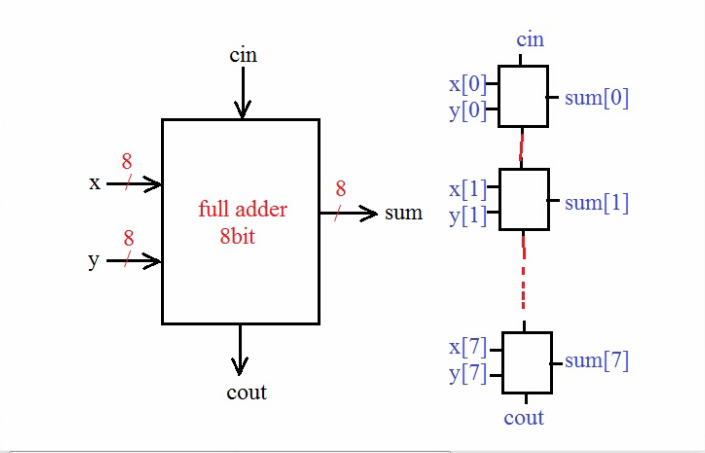 cin
8
x
8
y
full adder
8bit
8
sum
cout
cin
x[0]
y[0]
sum[0]
x[1]
y[1]
sum[1]
x[7]
y[7]
sum[7]
cout